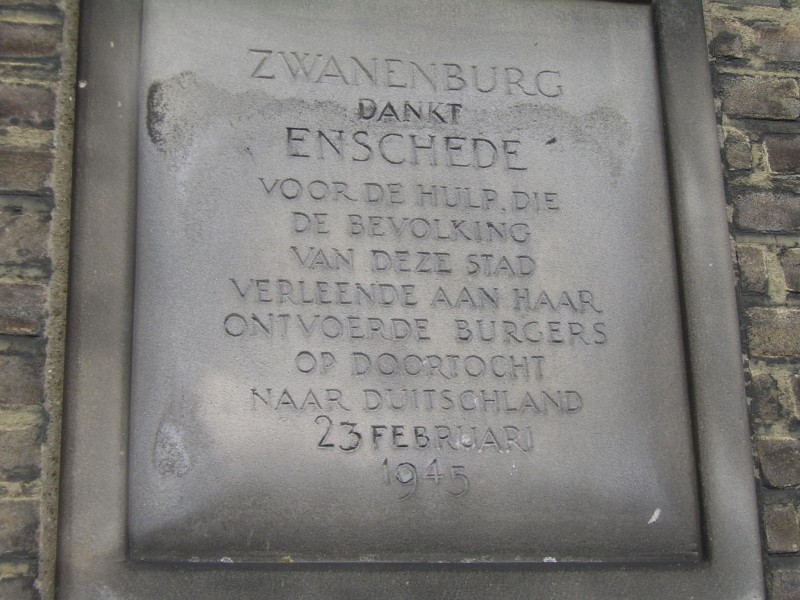 ZWANENBURG
DANKT
ENSCHEDE
VOOR DE HULP, DIE
DE BEVOLKING
VAN DEZE STAD
VERLEENDE AAN HAAR
ONTVOERDE BURGERS
OP DOORTOCHT
NAAR DUITSCHLAND
23 FEBRUARI
1945